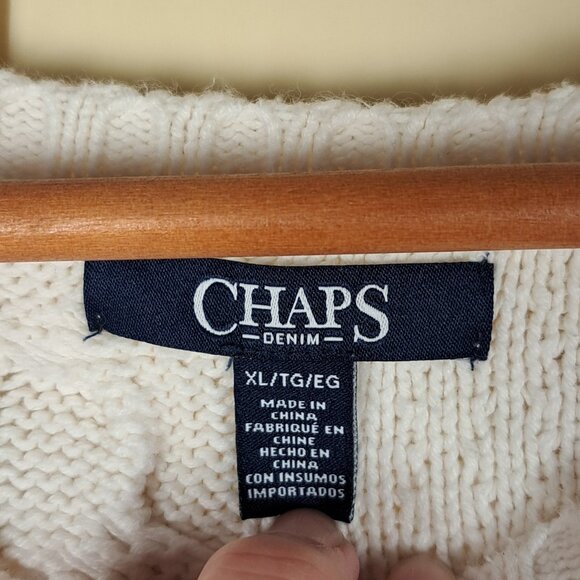 CHAPS
DENIM
XL/TG/EG
MADE IN
CHINA
FABRIQUÉ EN
CHINE
HECHO EN
CHINA
CON INSUMOS
IMPORTADOS